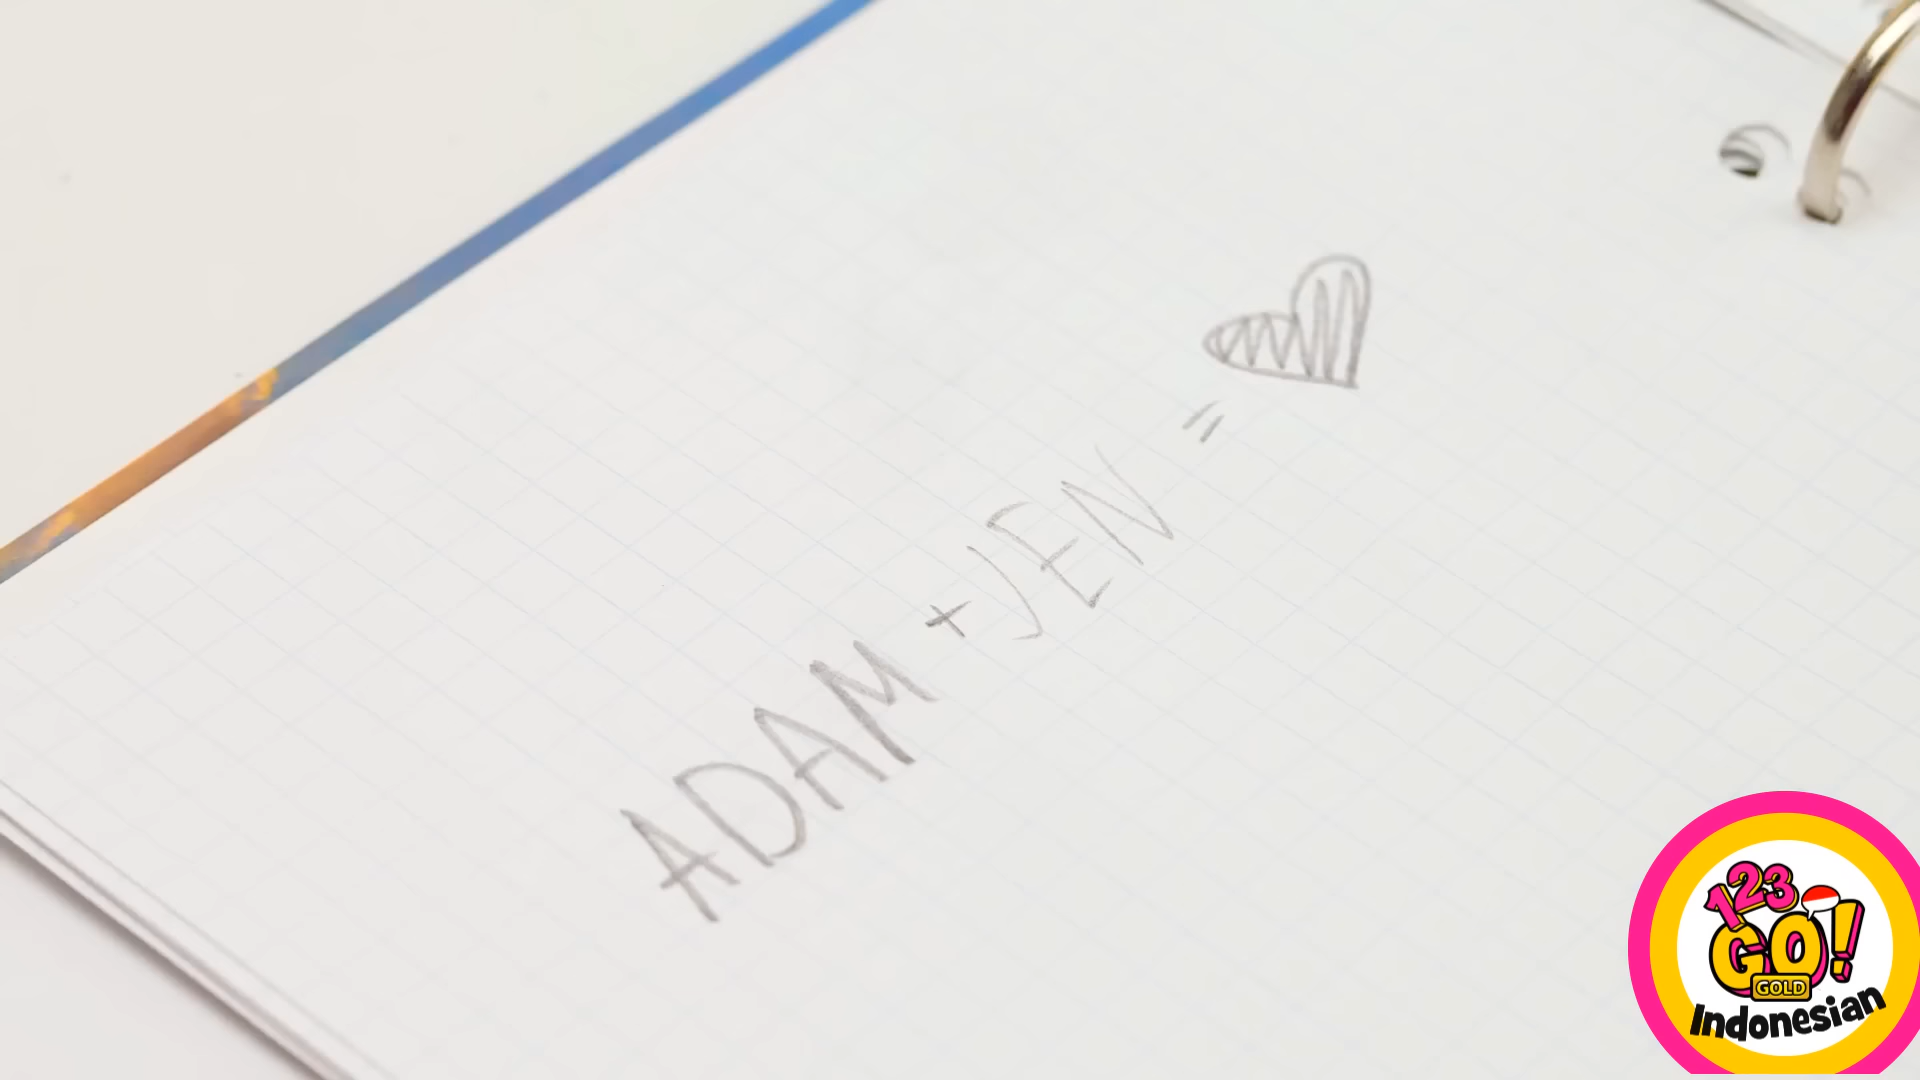 ADAM + JEN = ♥
123
GO!
GOLD
Indonesian